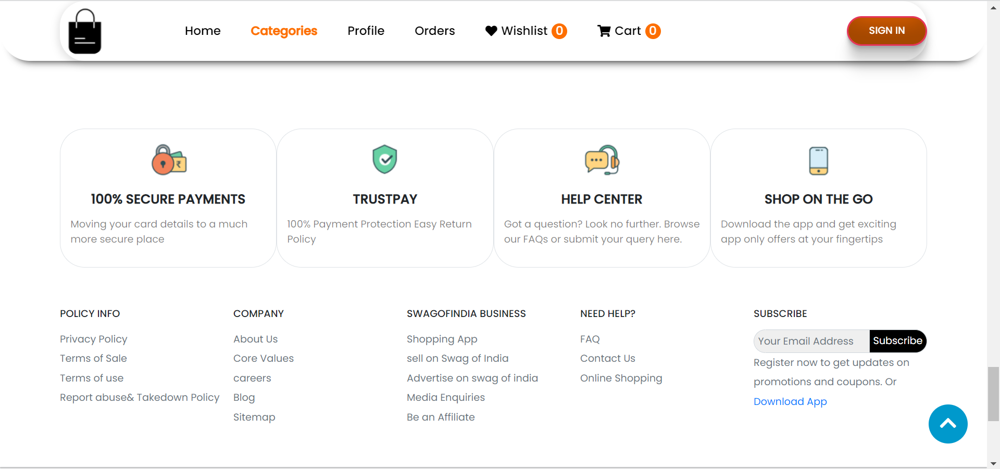 Home Categories Profile Orders Wishlist 0 Cart 0 SIGN IN
100% SECURE PAYMENTS
Moving your card details to a much
more secure place
TRUSTPAY
100% Payment Protection Easy Return
Policy
HELP CENTER
Got a question? Look no further. Browse
our FAQs or submit your query here.
SHOP ON THE GO
Download the app and get exciting
app only offers at your fingertips
POLICY INFO
Privacy Policy
Terms of Sale
Terms of use
Report abuse& Takedown Policy
COMPANY
About Us
Core Values
careers
Blog
Sitemap
SWAGOFINDIA BUSINESS
Shopping App
sell on Swag of India
Advertise on swag of india
Media Enquiries
Be an Affiliate
NEED HELP?
FAQ
Contact Us
Online Shopping
SUBSCRIBE
Your Email Address Subscribe
Register now to get updates on
promotions and coupons. Or
Download App